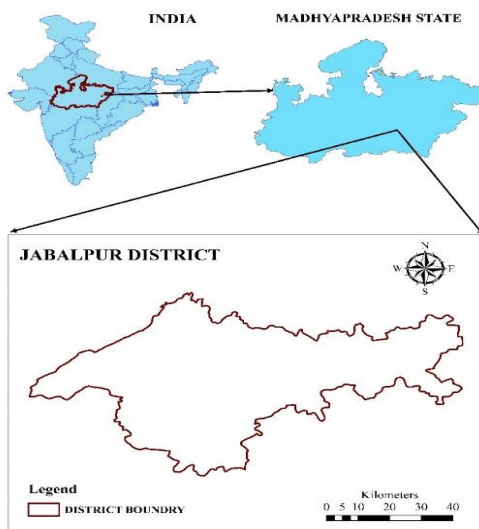 INDIA
MADHYAPRADESH STATE
JABALPUR DISTRICT
N
W E
S
Legend
DISTRICT BOUNDRY
Kilometers
0 5 10 20 30 40